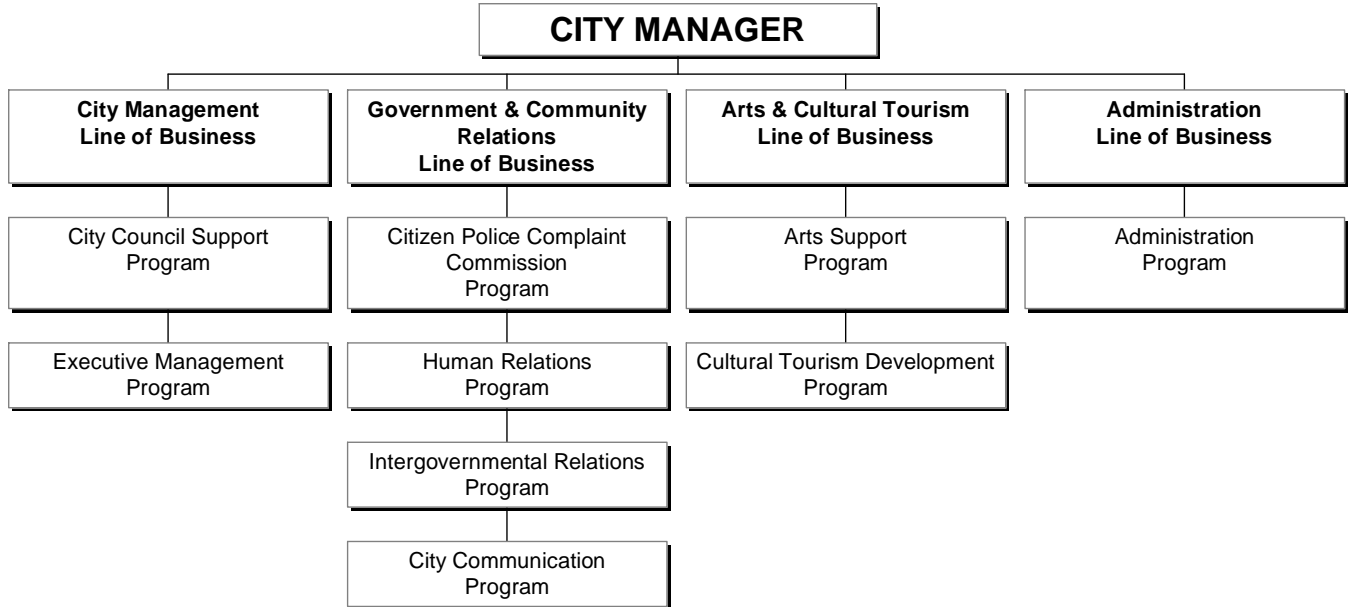 CITY MANAGER
City Management
Line of Business
Government & Community
Relations
Line of Business
Arts & Cultural Tourism
Line of Business
Administration
Line of Business
City Council Support
Program
Citizen Police Complaint
Commission
Program
Arts Support
Program
Administration
Program
Executive Management
Program
Human Relations
Program
Cultural Tourism Development
Program
Intergovernmental Relations
Program
City Communication
Program